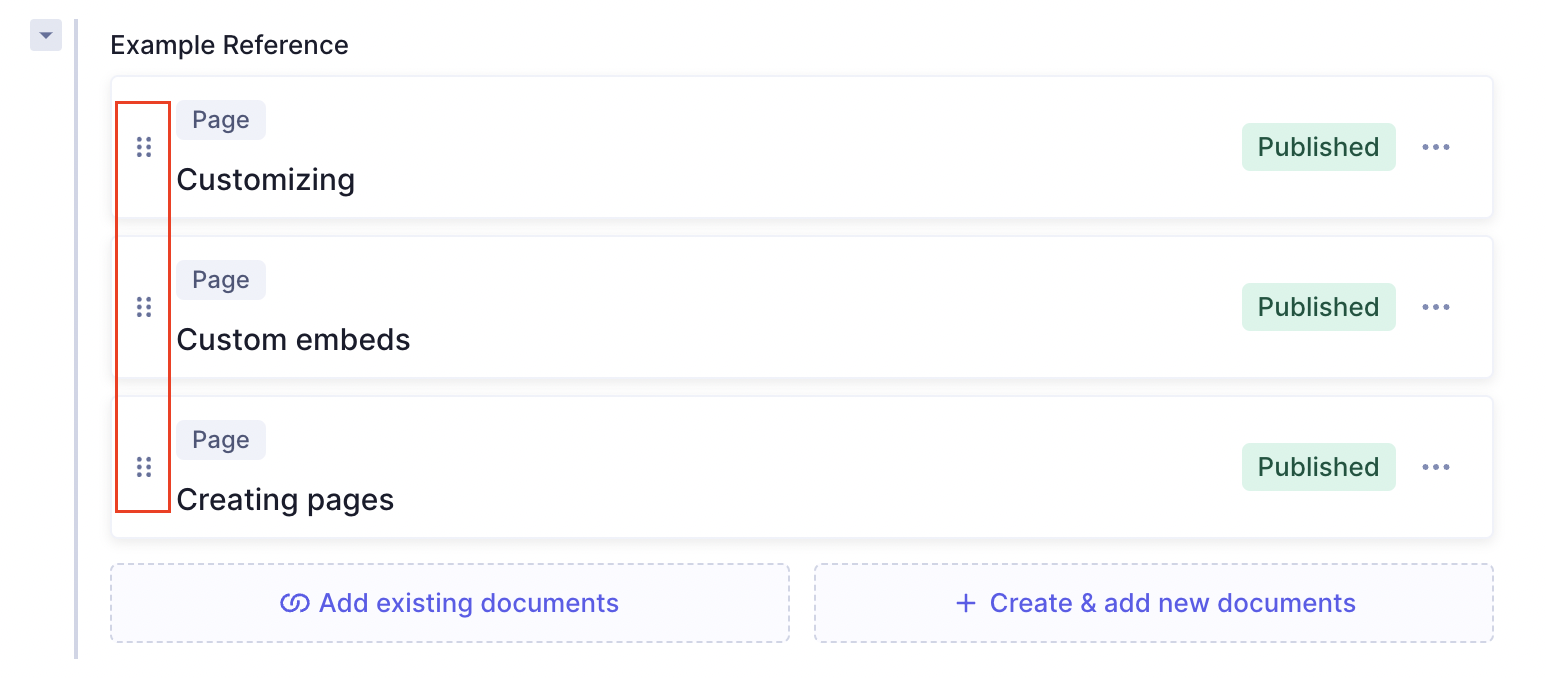 Example Reference
Page
Customizing
Published
Page
Custom embeds
Published
Page
Creating pages
Published
Add existing documents
Create & add new documents